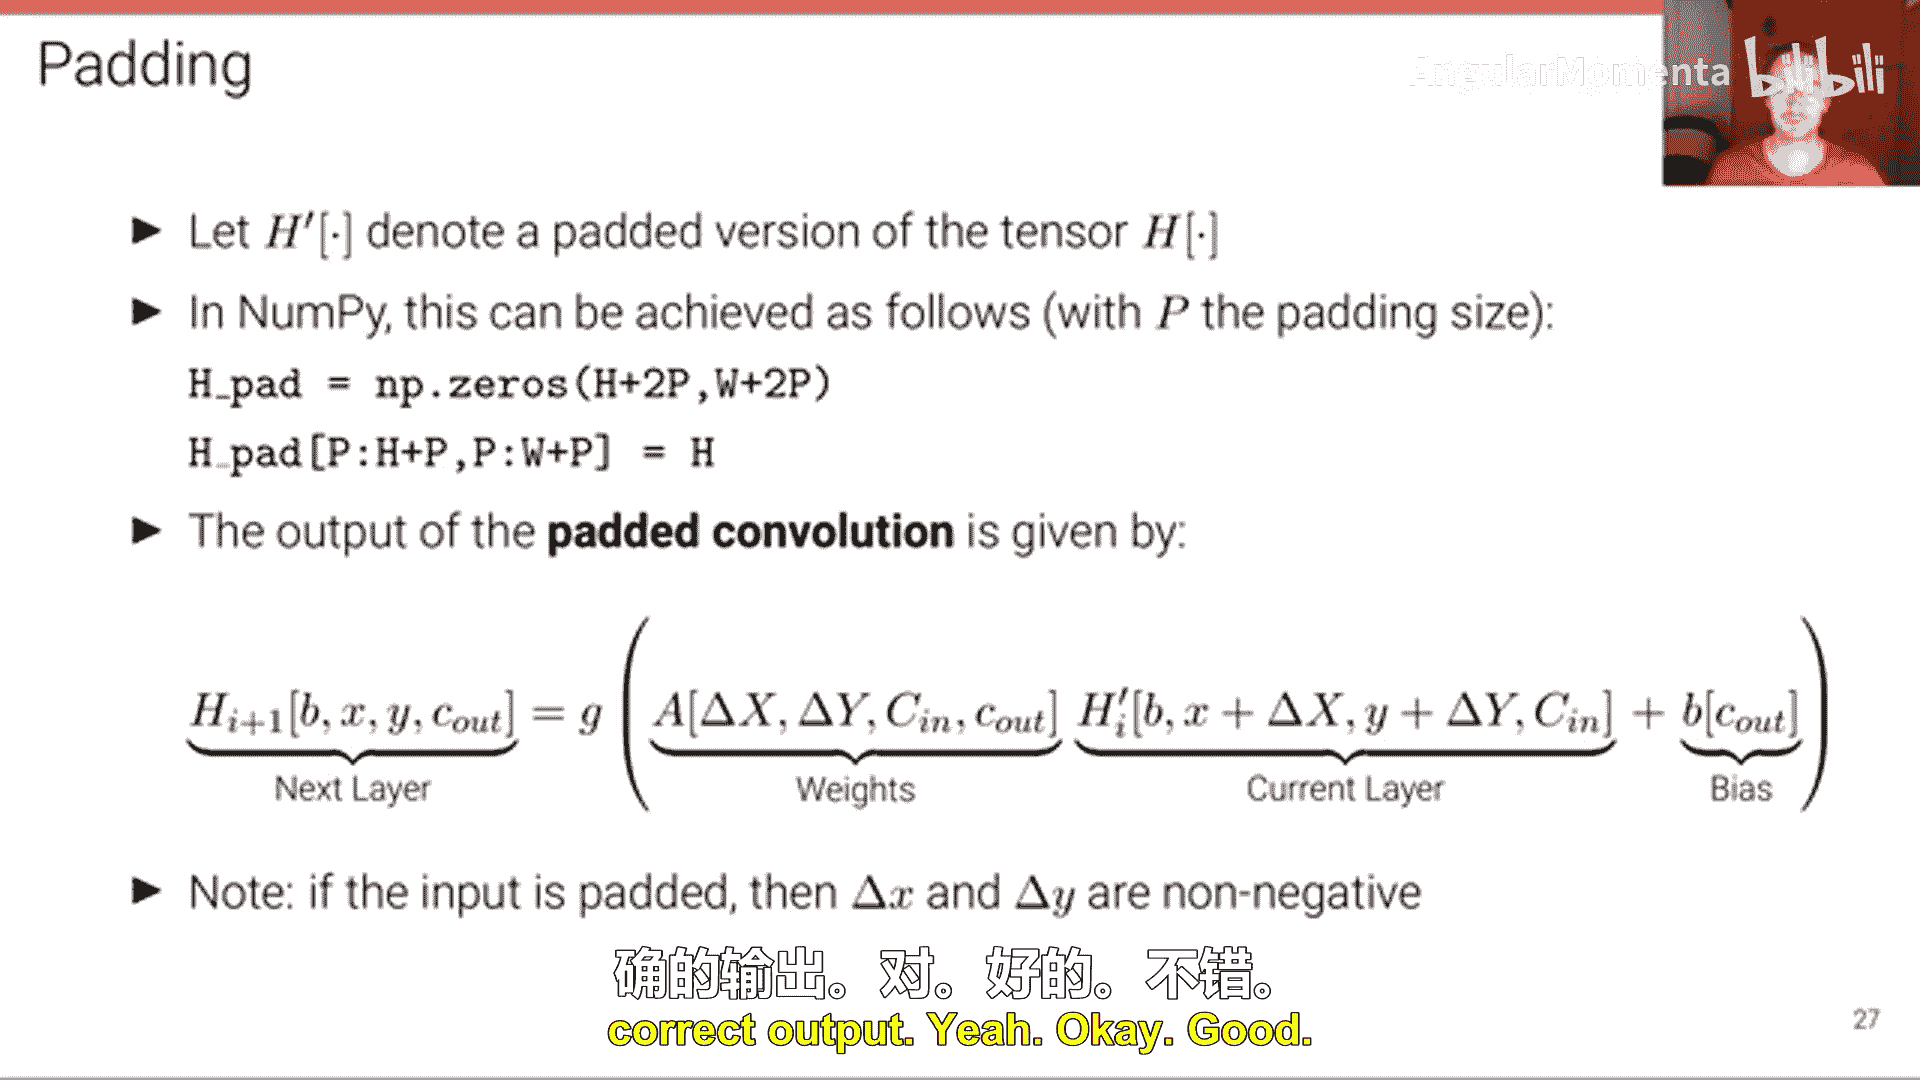 Padding
AngularMomenta bilibili
► Let H′[·] denote a padded version of the tensor H[·]
► In NumPy, this can be achieved as follows (with P the padding size):
H_pad = np.zeros(H+2P,W+2P)
H_pad[P:H+P,P:W+P] = H
► The output of the padded convolution is given by:
H_{i+1}[b, x, y, c_{out}] = g ( A[ΔX, ΔY, C_{in}, c_{out}] H′_i[b, x + ΔX, y + ΔY, C_{in}] + b[c_{out}] )
Next Layer Weights Current Layer Bias
► Note: if the input is padded, then Δx and Δy are non-negative
确的输出。对。好的。不错。
correct output. Yeah. Okay. Good.
27